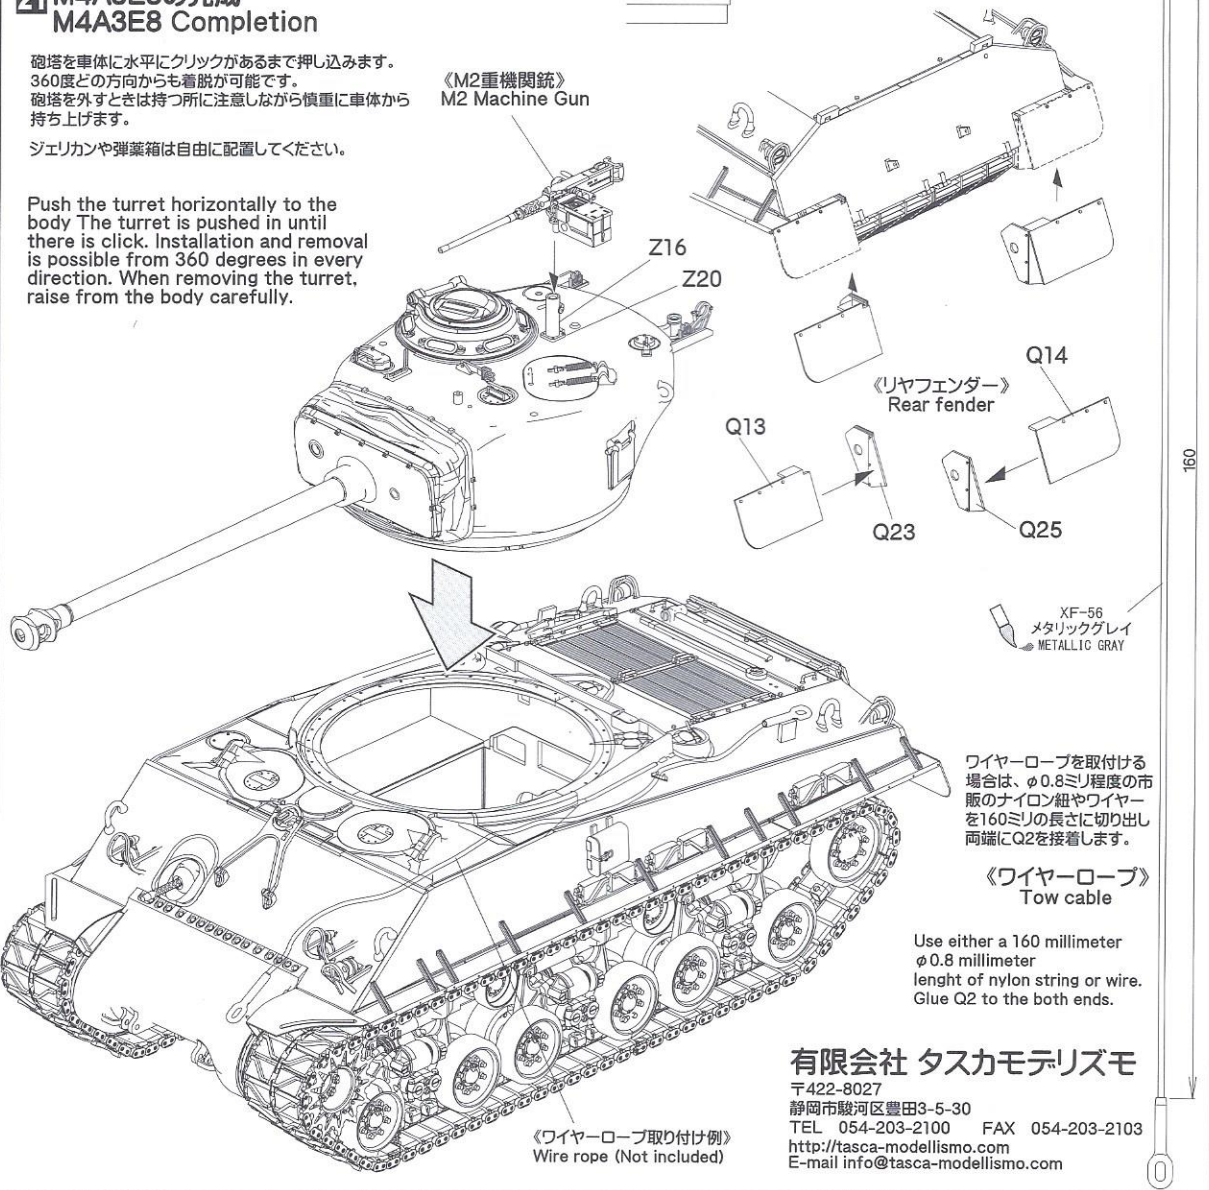 21 M4A3E8の完成
M4A3E8 Completion
砲塔を車体に水平にクリックがあるまで押し込みます。
360度どの方向からも着脱が可能です。
砲塔を外すときは持つ所に注意しながら慎重に車体から
持ち上げます。
ジェリカンや弾薬箱は自由に配置してください。
Push the turret horizontally to the
body The turret is pushed in until
there is click. Installation and removal
is possible from 360 degrees in every
direction. When removing the turret,
raise from the body carefully.
《M2重機関銃》
M2 Machine Gun
Z16
Z20
《リヤフェンダー》
Rear fender
Q14
Q13
Q23
Q25
160
XF-56
メタリックグレイ
METALLIC GRAY
ワイヤーロープを取付ける
場合は、φ0.8ミリ程度の市
販のナイロン紐やワイヤー
を160ミリの長さに切り出し
両端にQ2を接着します。
《ワイヤーロープ》
Tow cable
Use either a 160 millimeter
φ0.8 millimeter
lenght of nylon string or wire.
Glue Q2 to the both ends.
《ワイヤーロープ取り付け例》
Wire rope (Not included)
有限会社 タスカモデリズモ
〒422-8027
静岡市駿河区豊田3-5-30
TEL 054-203-2100 FAX 054-203-2103
http://tasca-modellismo.com
E-mail info@tasca-modellismo.com